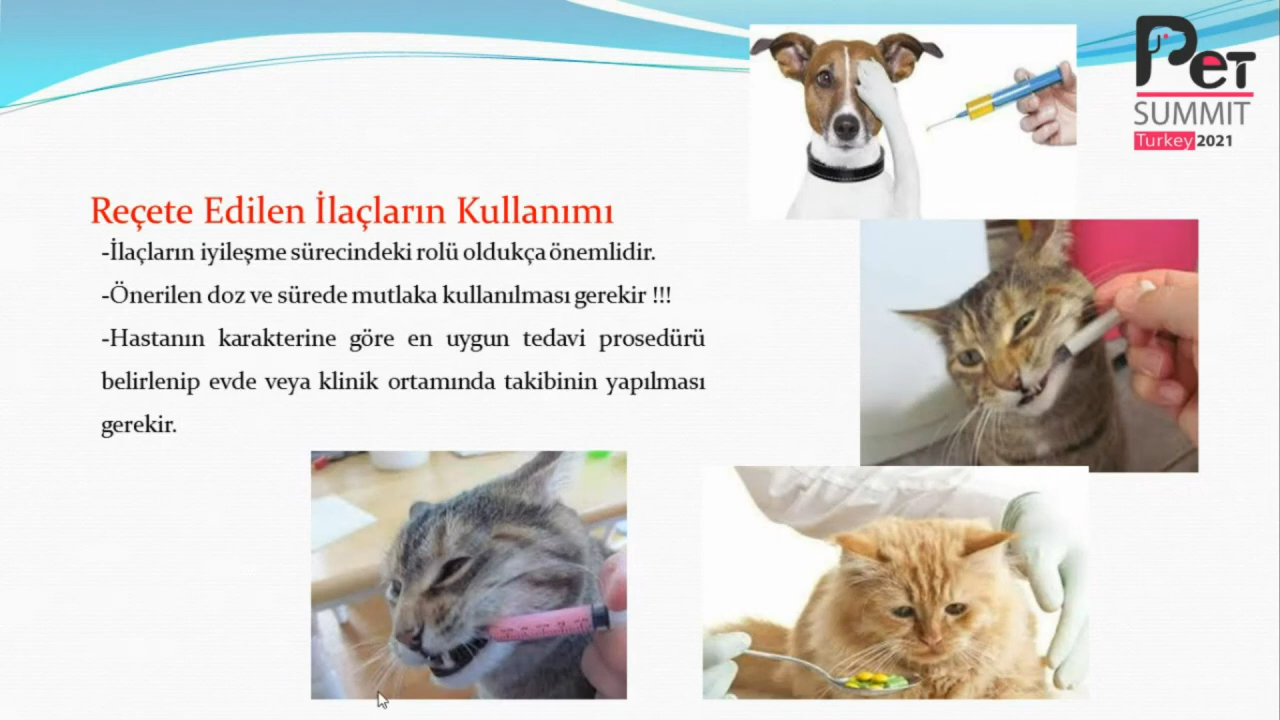 PET
SUMMIT
Turkey 2021
Reçete Edilen İlaçların Kullanımı
-İlaçların iyileşme sürecindeki rolü oldukça önemlidir.
-Önerilen doz ve sürede mutlaka kullanılması gerekir !!!
-Hastanın karakterine göre en uygun tedavi prosedürü
belirlenip evde veya klinik ortamında takibinin yapılması
gerekir.